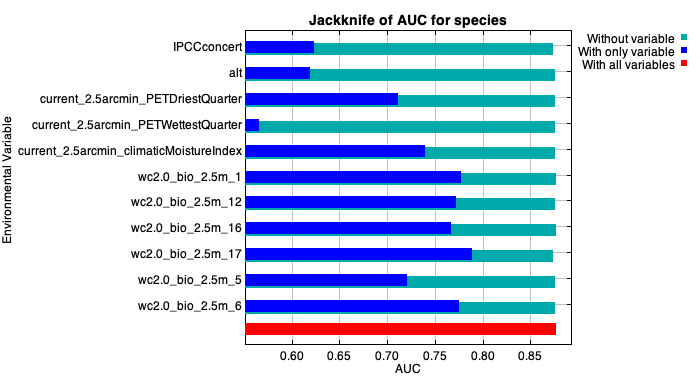 Jackknife of AUC for species
Without variable
With only variable
With all variables
Environmental Variable
IPCCconcert
alt
current_2.5arcmin_PETDriestQuarter
current_2.5arcmin_PETWettestQuarter
current_2.5arcmin_climaticMoistureIndex
wc2.0_bio_2.5m_1
wc2.0_bio_2.5m_12
wc2.0_bio_2.5m_16
wc2.0_bio_2.5m_17
wc2.0_bio_2.5m_5
wc2.0_bio_2.5m_6
0.60 0.65 0.70 0.75 0.80 0.85
AUC